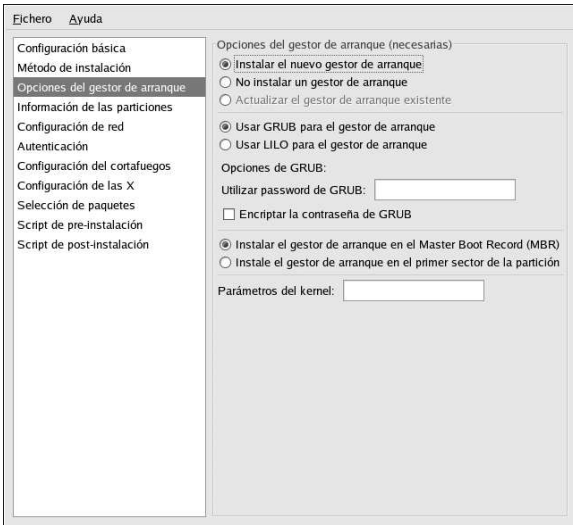 Fichero Ayuda
Configuración básica
Método de instalación
Opciones del gestor de arranque
Información de las particiones
Configuración de red
Autenticación
Configuración del cortafuegos
Configuración de las X
Selección de paquetes
Script de pre-instalación
Script de post-instalación
Opciones del gestor de arranque (necesarias)
Instalar el nuevo gestor de arranque
No instalar un gestor de arranque
Actualizar el gestor de arranque existente
Usar GRUB para el gestor de arranque
Usar LILO para el gestor de arranque
Opciones de GRUB:
Utilizar password de GRUB:
Encriptar la contraseña de GRUB
Instalar el gestor de arranque en el Master Boot Record (MBR)
Instale el gestor de arranque en el primer sector de la partición
Parámetros del kernel: